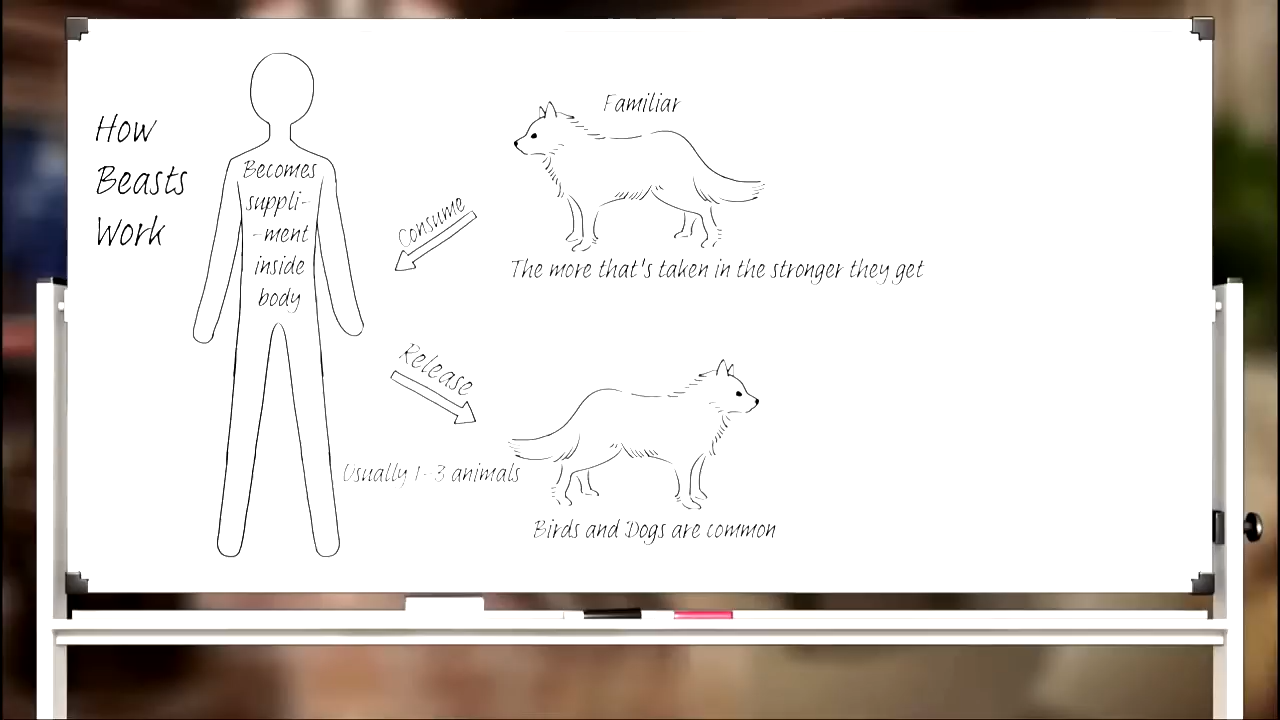 How
Beasts
Work
Becomes
suppli-
-ment
inside
body
Consume
Familiar
The more that's taken in the stronger they get
Release
Usually 1-3 animals
Birds and Dogs are common